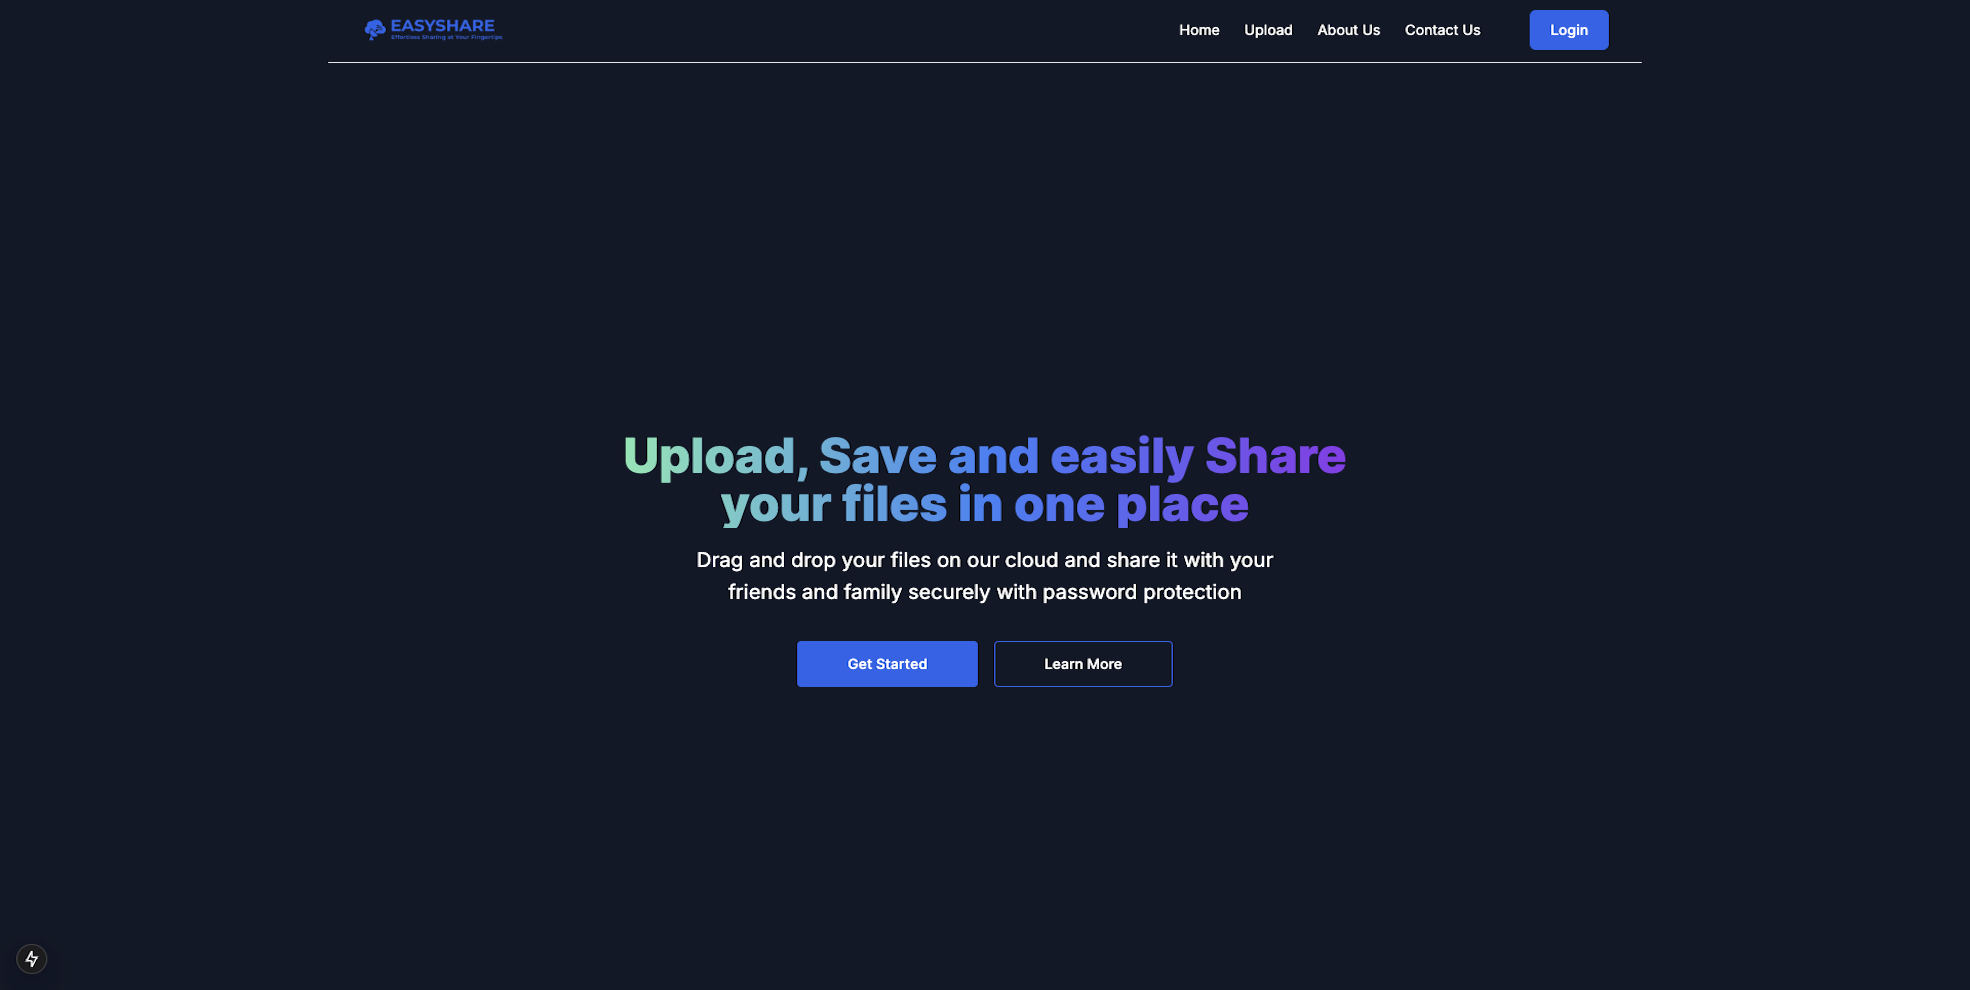 EASYSHARE
Effortless Sharing at Your Fingertips
Home Upload About Us Contact Us Login
Upload, Save and easily Share
your files in one place
Drag and drop your files on our cloud and share it with your
friends and family securely with password protection
Get Started Learn More